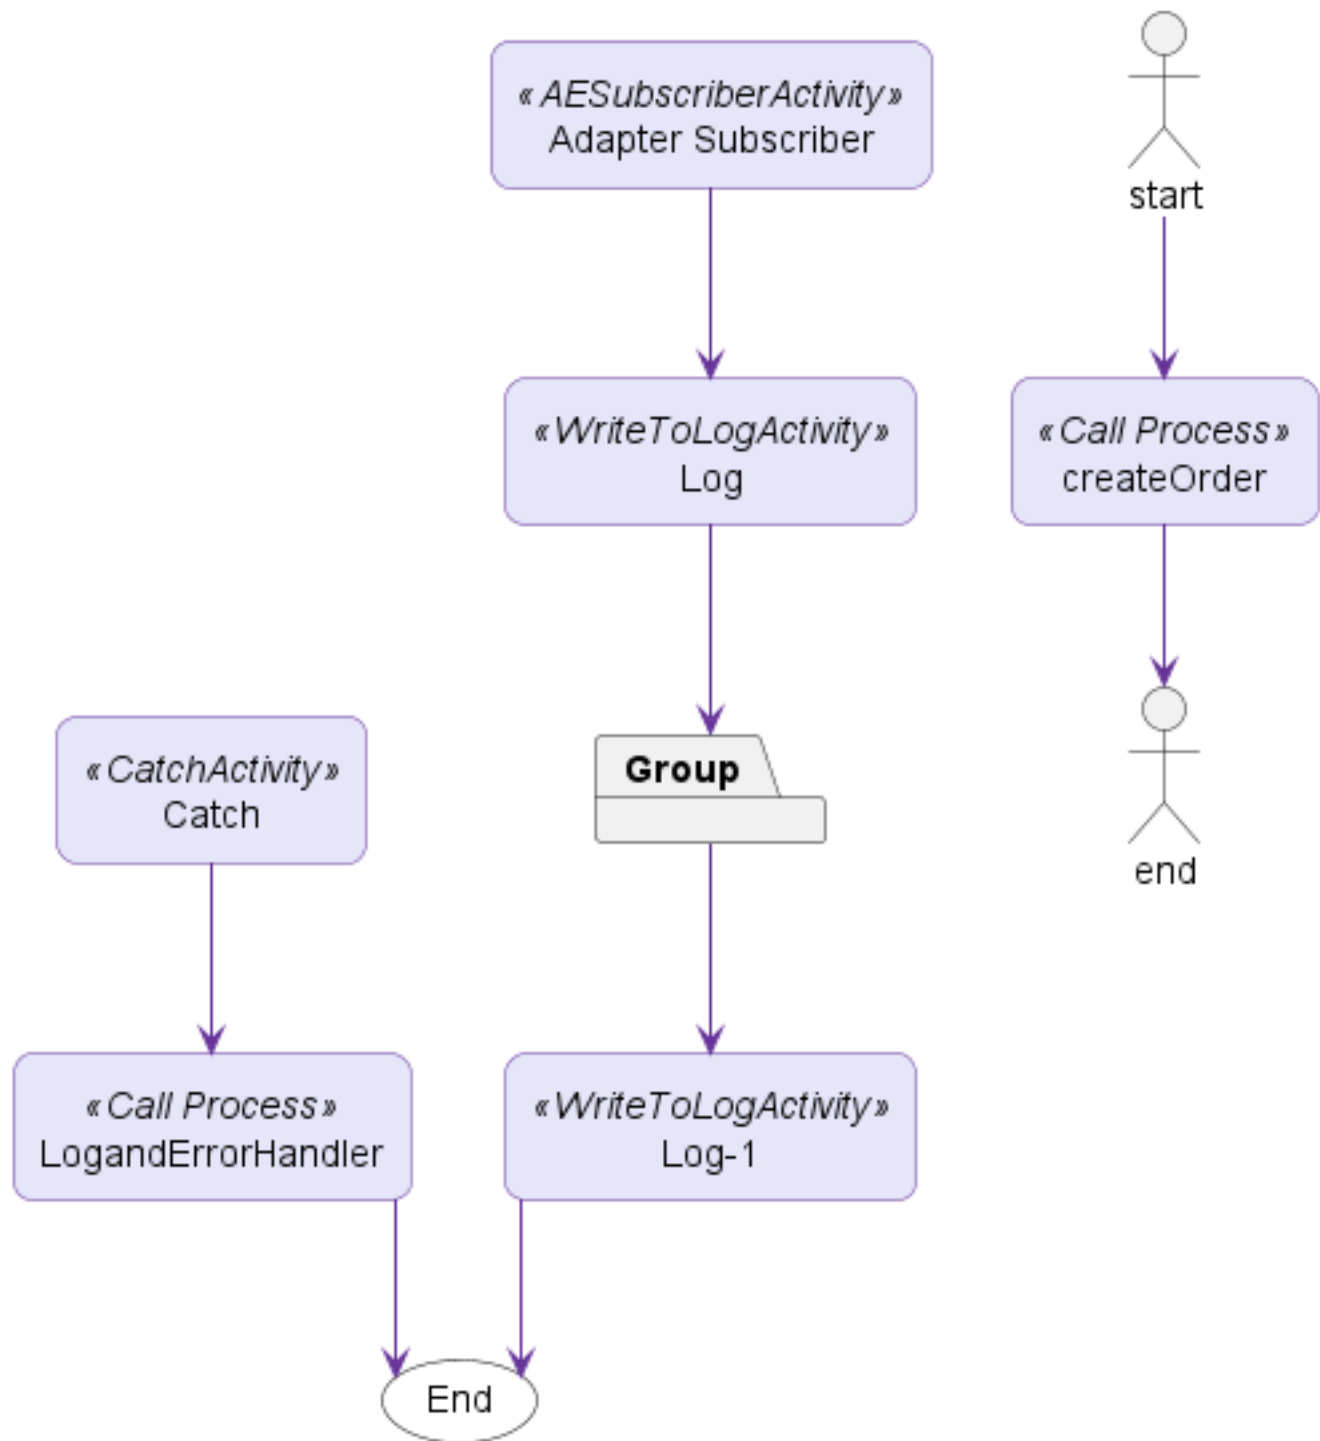 «AESubscriberActivity»
Adapter Subscriber
start
«WriteToLogActivity»
Log
«Call Process»
createOrder
«CatchActivity»
Catch
Group
end
«Call Process»
LogandErrorHandler
«WriteToLogActivity»
Log-1
End